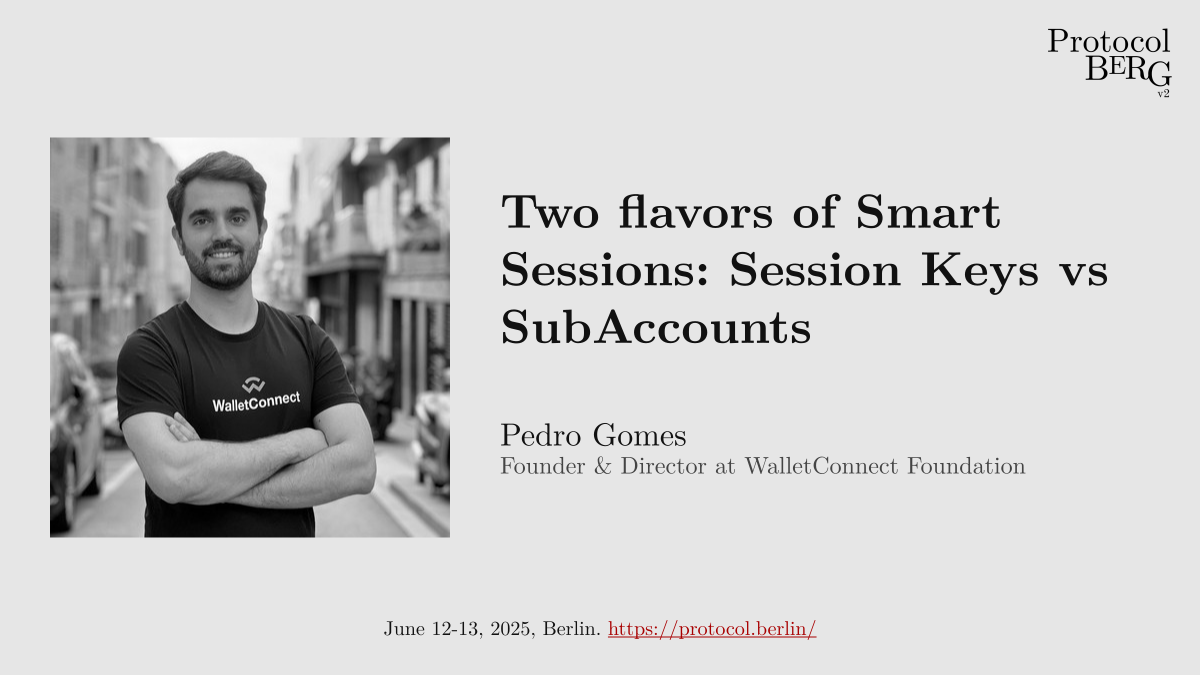 Protocol
BERG
v2
Two flavors of Smart
Sessions: Session Keys vs
SubAccounts
WalletConnect
Pedro Gomes
Founder & Director at WalletConnect Foundation
June 12-13, 2025, Berlin. https://protocol.berlin/